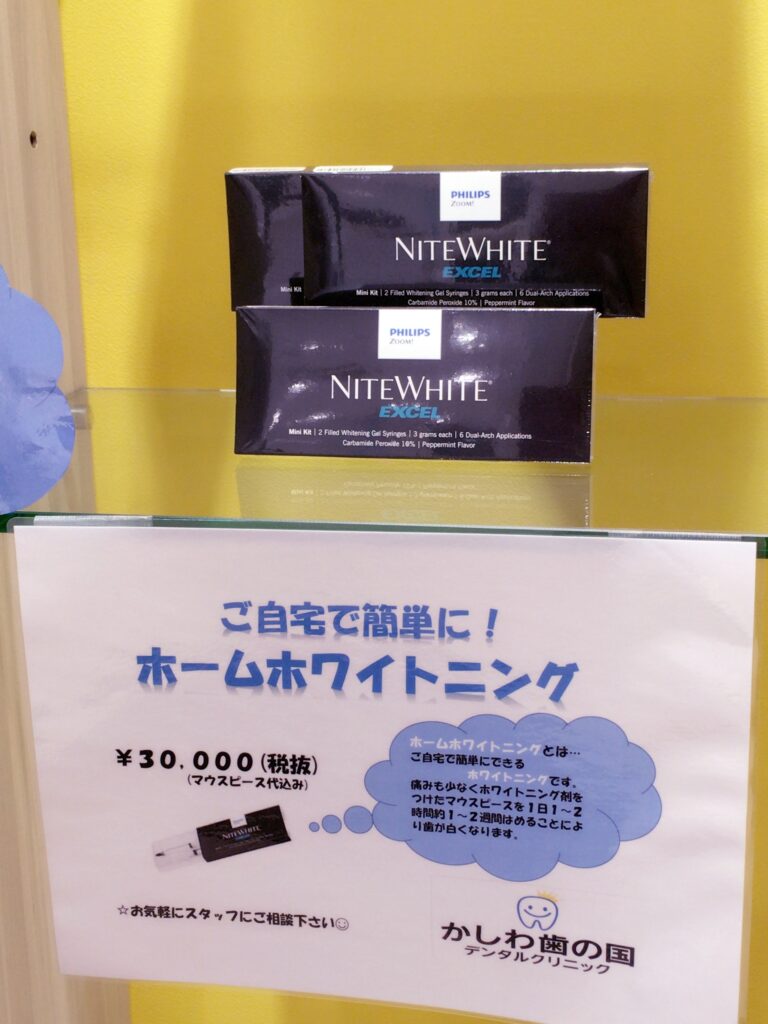 PHILIPS
ZOOM!
NITEWHITE®
EXCEL
Mini Kit | 2 Filled Whitening Gel Syringes | 3 grams each | 6 Dual-Arch Applications
Carbamide Peroxide 10% | Peppermint Flavor
Mini Kit
PHILIPS
ZOOM!
NITEWHITE®
EXCEL
Mini Kit | 2 Filled Whitening Gel Syringes | 3 grams each | 6 Dual-Arch Applications
Carbamide Peroxide 10% | Peppermint Flavor
ご自宅で簡単に!
ホームホワイトニング
¥30,000(税抜)
(マウスピース代込み)
ホームホワイトニングとは…
ご自宅で簡単にできる
ホワイトニングです。
痛みも少なくホワイトニング剤を
つけたマウスピースを1日1~2
時間約1~2週間はめることによ
り歯が白くなります。
NITEWHITE
EXCEL
☆お気軽にスタッフにご相談下さい☺
かしわ歯の国
デンタルクリニック